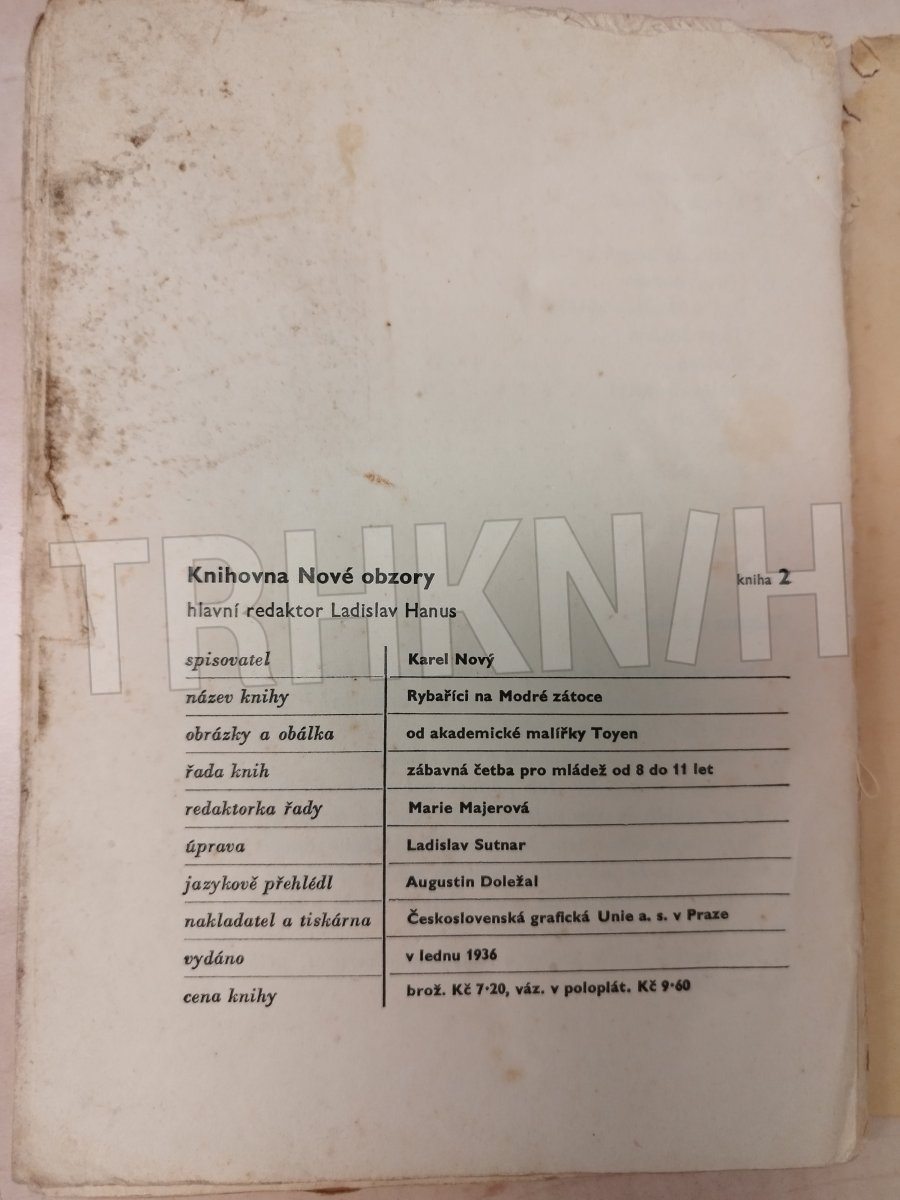 Knihovna Nové obzory kniha 2
hlavní redaktor Ladislav Hanus
spisovatel Karel Nový
název knihy Rybaříci na Modré zátoce
obrázky a obálka od akademické malířky Toyen
řada knih zábavná četba pro mládež od 8 do 11 let
redaktorka řady Marie Majerová
úprava Ladislav Sutnar
jazykově přehlédl Augustin Doležal
nakladatel a tiskárna Československá grafická Unie a. s. v Praze
vydáno v lednu 1936
cena knihy brož. Kč 7·20, váz. v poloplát. Kč 9·60
TRHKN/H